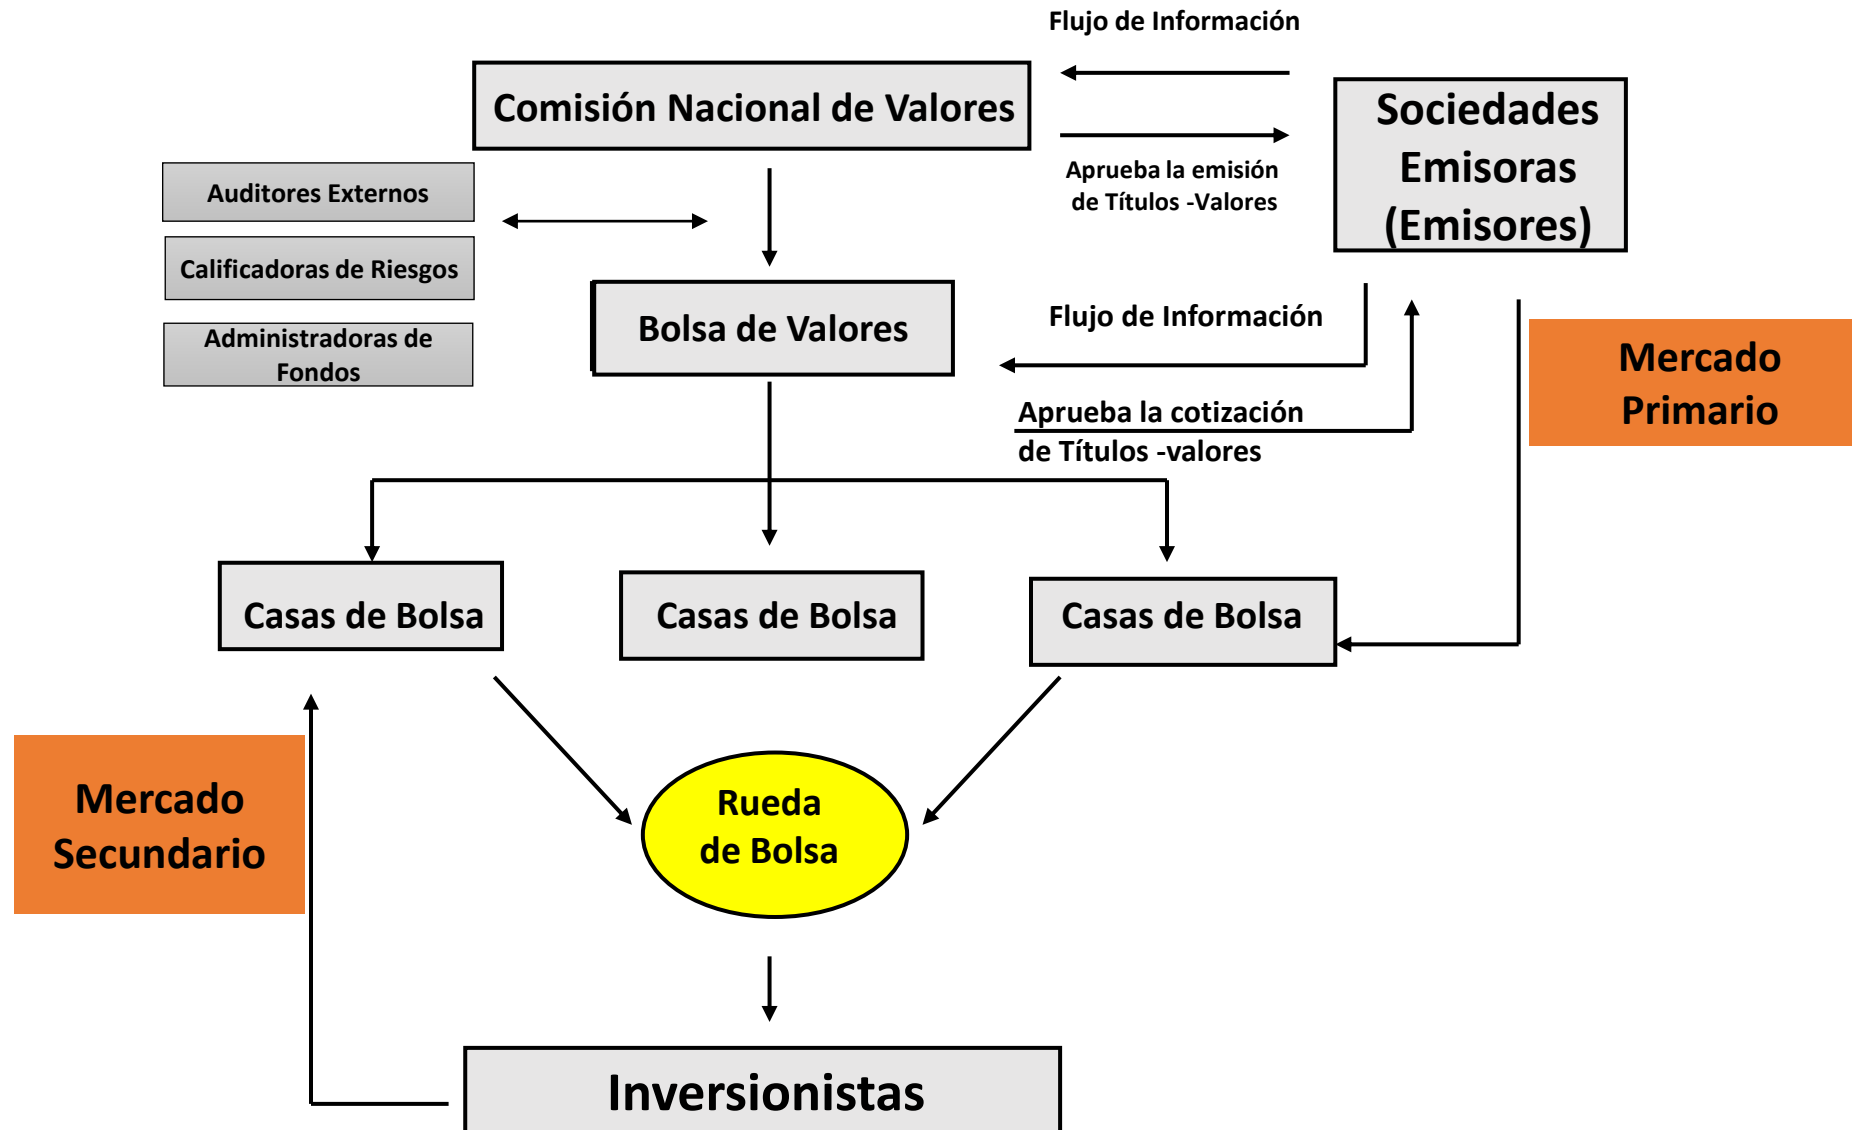 Flujo de Información
Comisión Nacional de Valores
Sociedades
Emisoras
(Emisores)
Aprueba la emisión
de Títulos -Valores
Auditores Externos
Calificadoras de Riesgos
Administradoras de
Fondos
Bolsa de Valores
Flujo de Información
Mercado
Primario
Aprueba la cotización
de Títulos -valores
Casas de Bolsa
Casas de Bolsa
Casas de Bolsa
Mercado
Secundario
Rueda
de Bolsa
Inversionistas